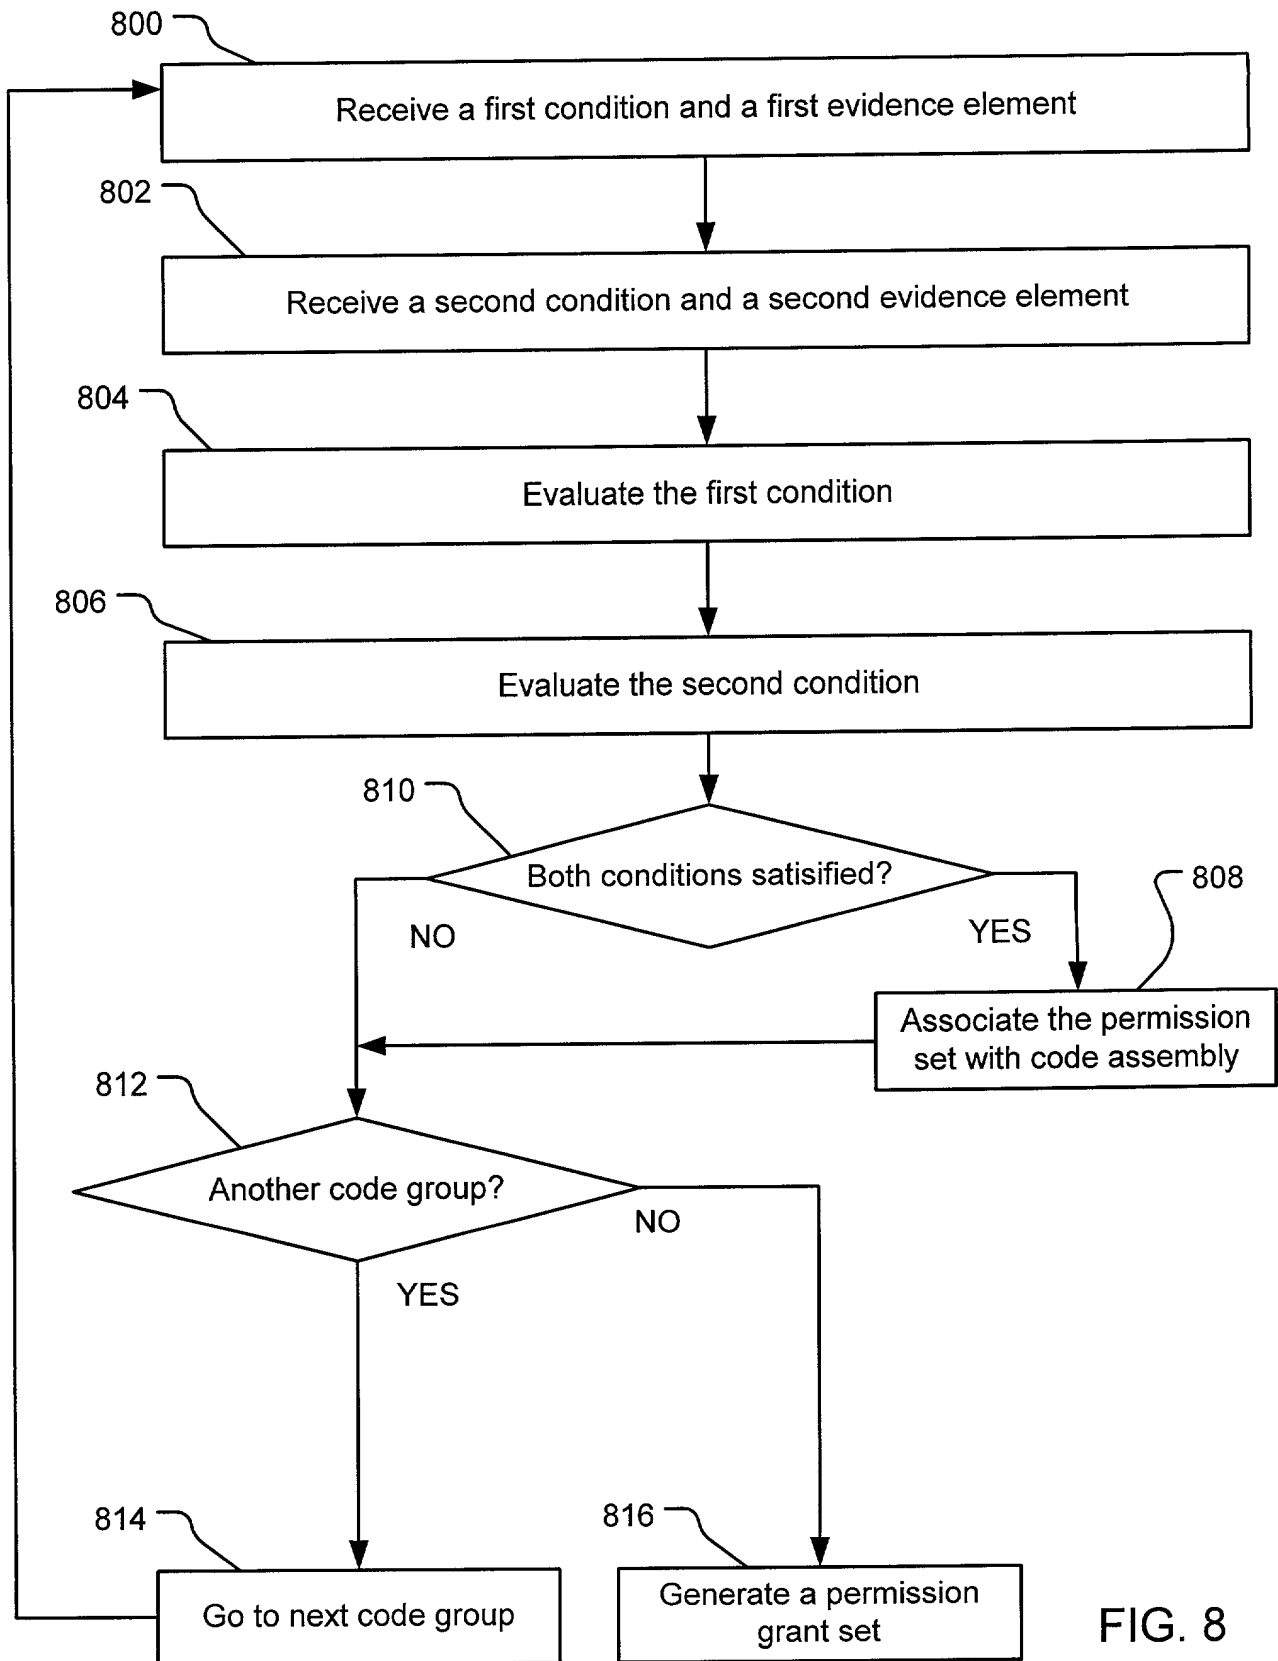 800
Receive a first condition and a first evidence element
802
Receive a second condition and a second evidence element
804
Evaluate the first condition
806
Evaluate the second condition
810
Both conditions satisified?
808
NO
YES
Associate the permission
set with code assembly
812
Another code group?
NO
YES
814
816
Go to next code group
Generate a permission
grant set
FIG. 8